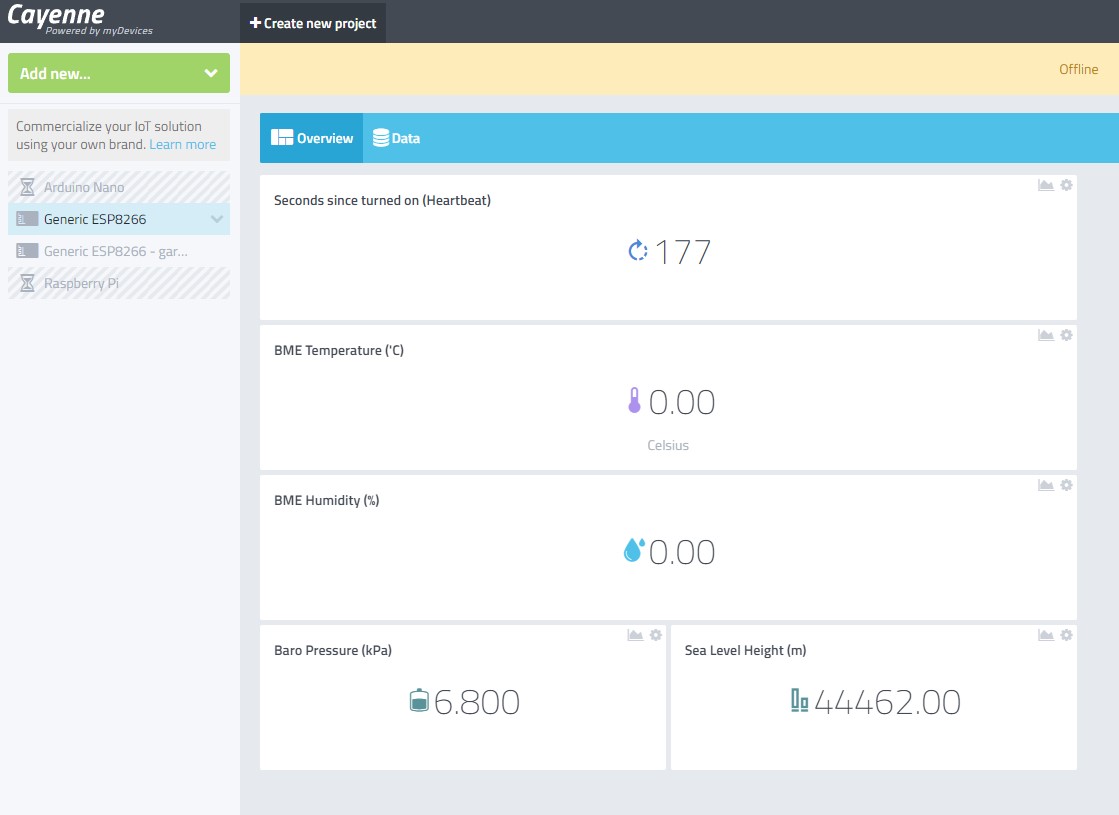 Cayenne
Powered by myDevices
Create new project
Add new...
Offline
Commercialize your IoT solution
using your own brand. Learn more
Overview
Data
Arduino Nano
Generic ESP8266
Generic ESP8266 - gar...
Raspberry Pi
Seconds since turned on (Heartbeat)
177
BME Temperature ('C)
0.00
Celsius
BME Humidity (%)
0.00
Baro Pressure (kPa)
6.800
Sea Level Height (m)
44462.00